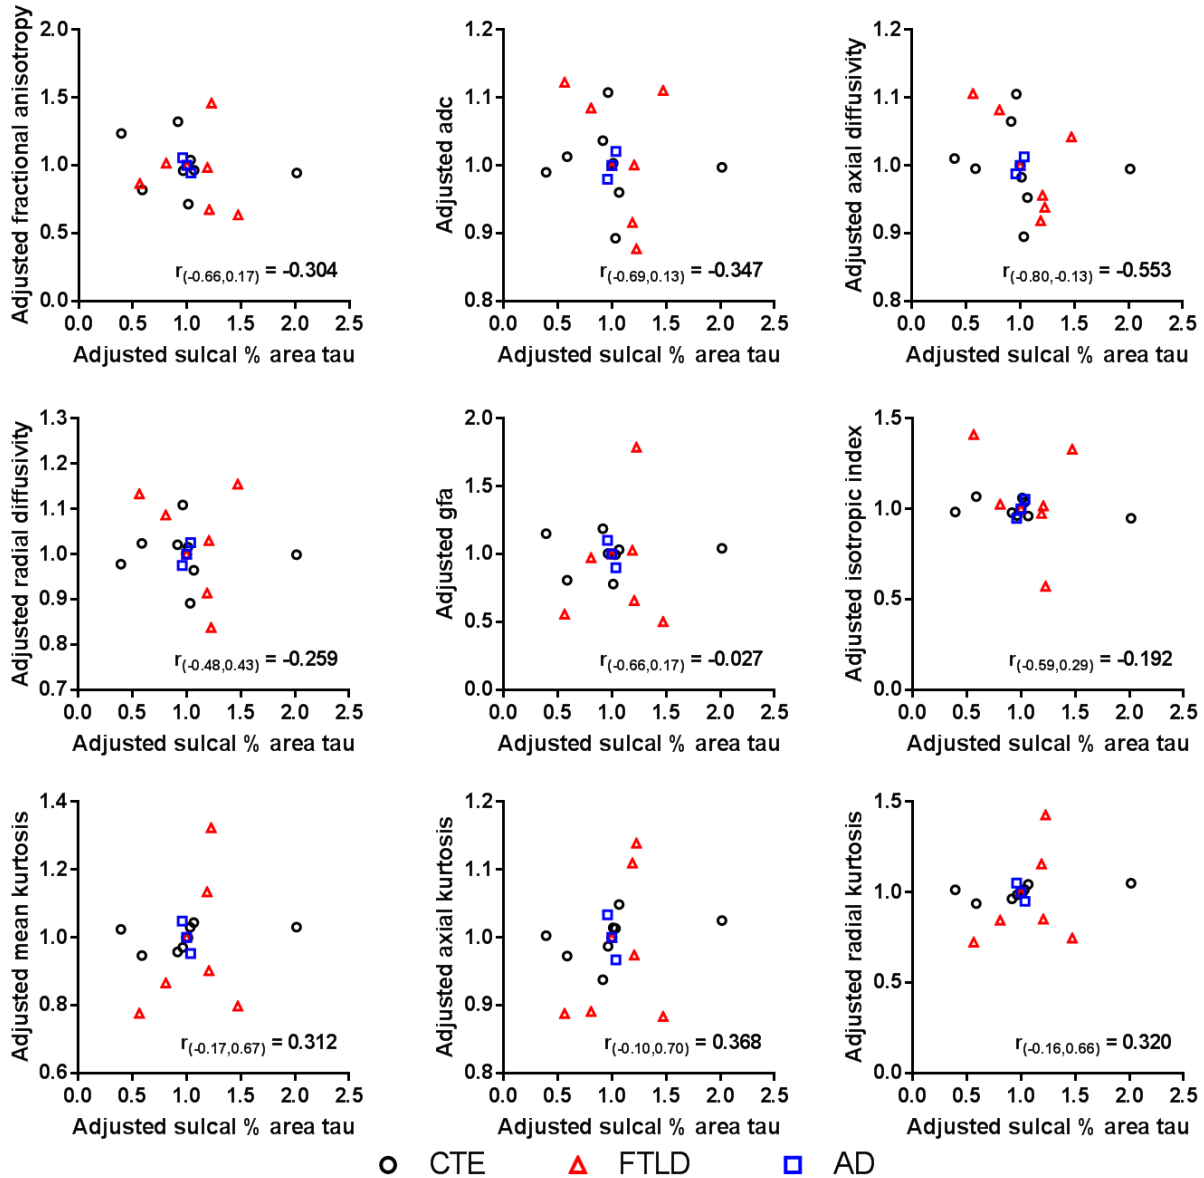 Adjusted fractional anisotropy
2.0
1.5
1.0
0.5
0.0
r(-0.66,0.17) = -0.304
0.0 0.5 1.0 1.5 2.0 2.5
Adjusted sulcal % area tau
Adjusted adc
1.2
1.1
1.0
0.9
0.8
r(-0.69,0.13) = -0.347
0.0 0.5 1.0 1.5 2.0 2.5
Adjusted sulcal % area tau
Adjusted axial diffusivity
1.2
1.1
1.0
0.9
0.8
r(-0.80,-0.13) = -0.553
0.0 0.5 1.0 1.5 2.0 2.5
Adjusted sulcal % area tau
Adjusted radial diffusivity
1.3
1.2
1.1
1.0
0.9
0.8
0.7
r(-0.48,0.43) = -0.259
0.0 0.5 1.0 1.5 2.0 2.5
Adjusted sulcal % area tau
Adjusted gfa
2.0
1.5
1.0
0.5
0.0
r(-0.66,0.17) = -0.027
0.0 0.5 1.0 1.5 2.0 2.5
Adjusted sulcal % area tau
Adjusted isotropic index
1.5
1.0
0.5
0.0
r(-0.59,0.29) = -0.192
0.0 0.5 1.0 1.5 2.0 2.5
Adjusted sulcal % area tau
Adjusted mean kurtosis
1.4
1.2
1.0
0.8
0.6
r(-0.17,0.67) = 0.312
0.0 0.5 1.0 1.5 2.0 2.5
Adjusted sulcal % area tau
Adjusted axial kurtosis
1.2
1.1
1.0
0.9
0.8
r(-0.10,0.70) = 0.368
0.0 0.5 1.0 1.5 2.0 2.5
Adjusted sulcal % area tau
Adjusted radial kurtosis
1.5
1.0
0.5
0.0
r(-0.16,0.66) = 0.320
0.0 0.5 1.0 1.5 2.0 2.5
Adjusted sulcal % area tau
CTE FTLD AD